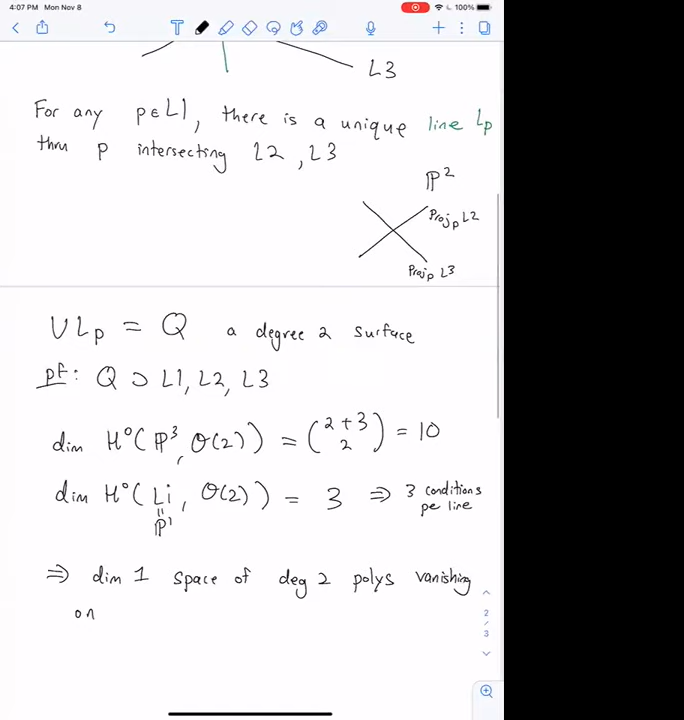 4:07 PM Mon Nov 8
100%
L3
For any p ∈ L1, there is a unique line Lp
thru p intersecting L2, L3
ℙ²
Proj_p L2
Proj_p L3
∪ Lp = Q a degree 2 surface
pf: Q ⊃ L1, L2, L3
dim H⁰(ℙ³, O(2)) = (2+3 2) = 10
dim H⁰(Li, O(2)) = 3 ⇒ 3 conditions
per line
=
ℙ¹
⇒ dim 1 space of deg 2 polys vanishing
on
2
/
3